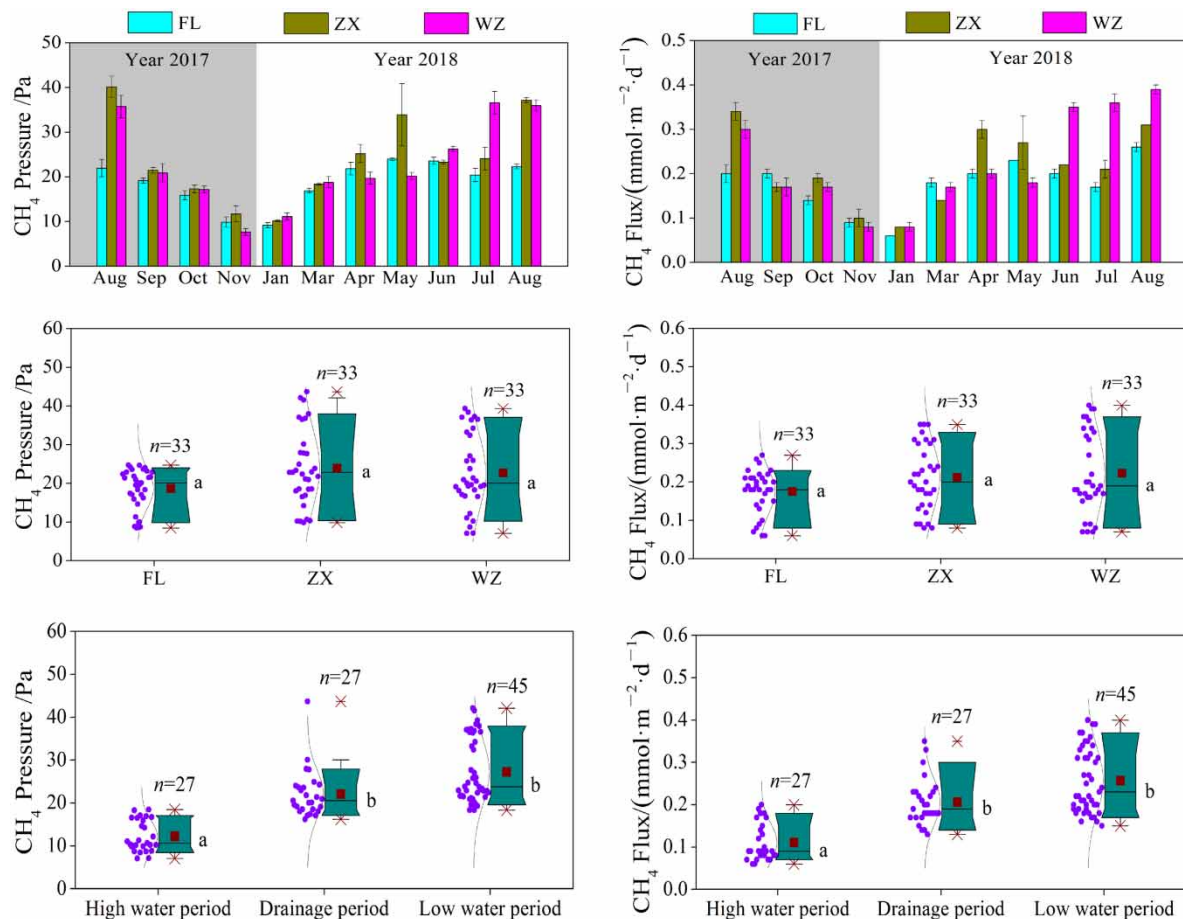 FL ZX WZ
Year 2017 Year 2018
CH4 Pressure /Pa
50
40
30
20
10
0
Aug Sep Oct Nov Jan Mar Apr May Jun Jul Aug
FL ZX WZ
Year 2017 Year 2018
CH4 Flux/(mmol·m−2·d−1)
0.5
0.4
0.3
0.2
0.1
0.0
Aug Sep Oct Nov Jan Mar Apr May Jun Jul Aug
CH4 Pressure /Pa
60
50
40
30
20
10
0
n=33 n=33 n=33
a a a
FL ZX WZ
CH4 Flux/(mmol·m−2·d−1)
0.6
0.5
0.4
0.3
0.2
0.1
0.0
n=33 n=33 n=33
a a a
FL ZX WZ
CH4 Pressure /Pa
60
50
40
30
20
10
0
n=27 n=27 n=45
a b b
High water period Drainage period Low water period
CH4 Flux/(mmol·m−2·d−1)
0.6
0.5
0.4
0.3
0.2
0.1
0.0
n=27 n=27 n=45
a b b
High water period Drainage period Low water period